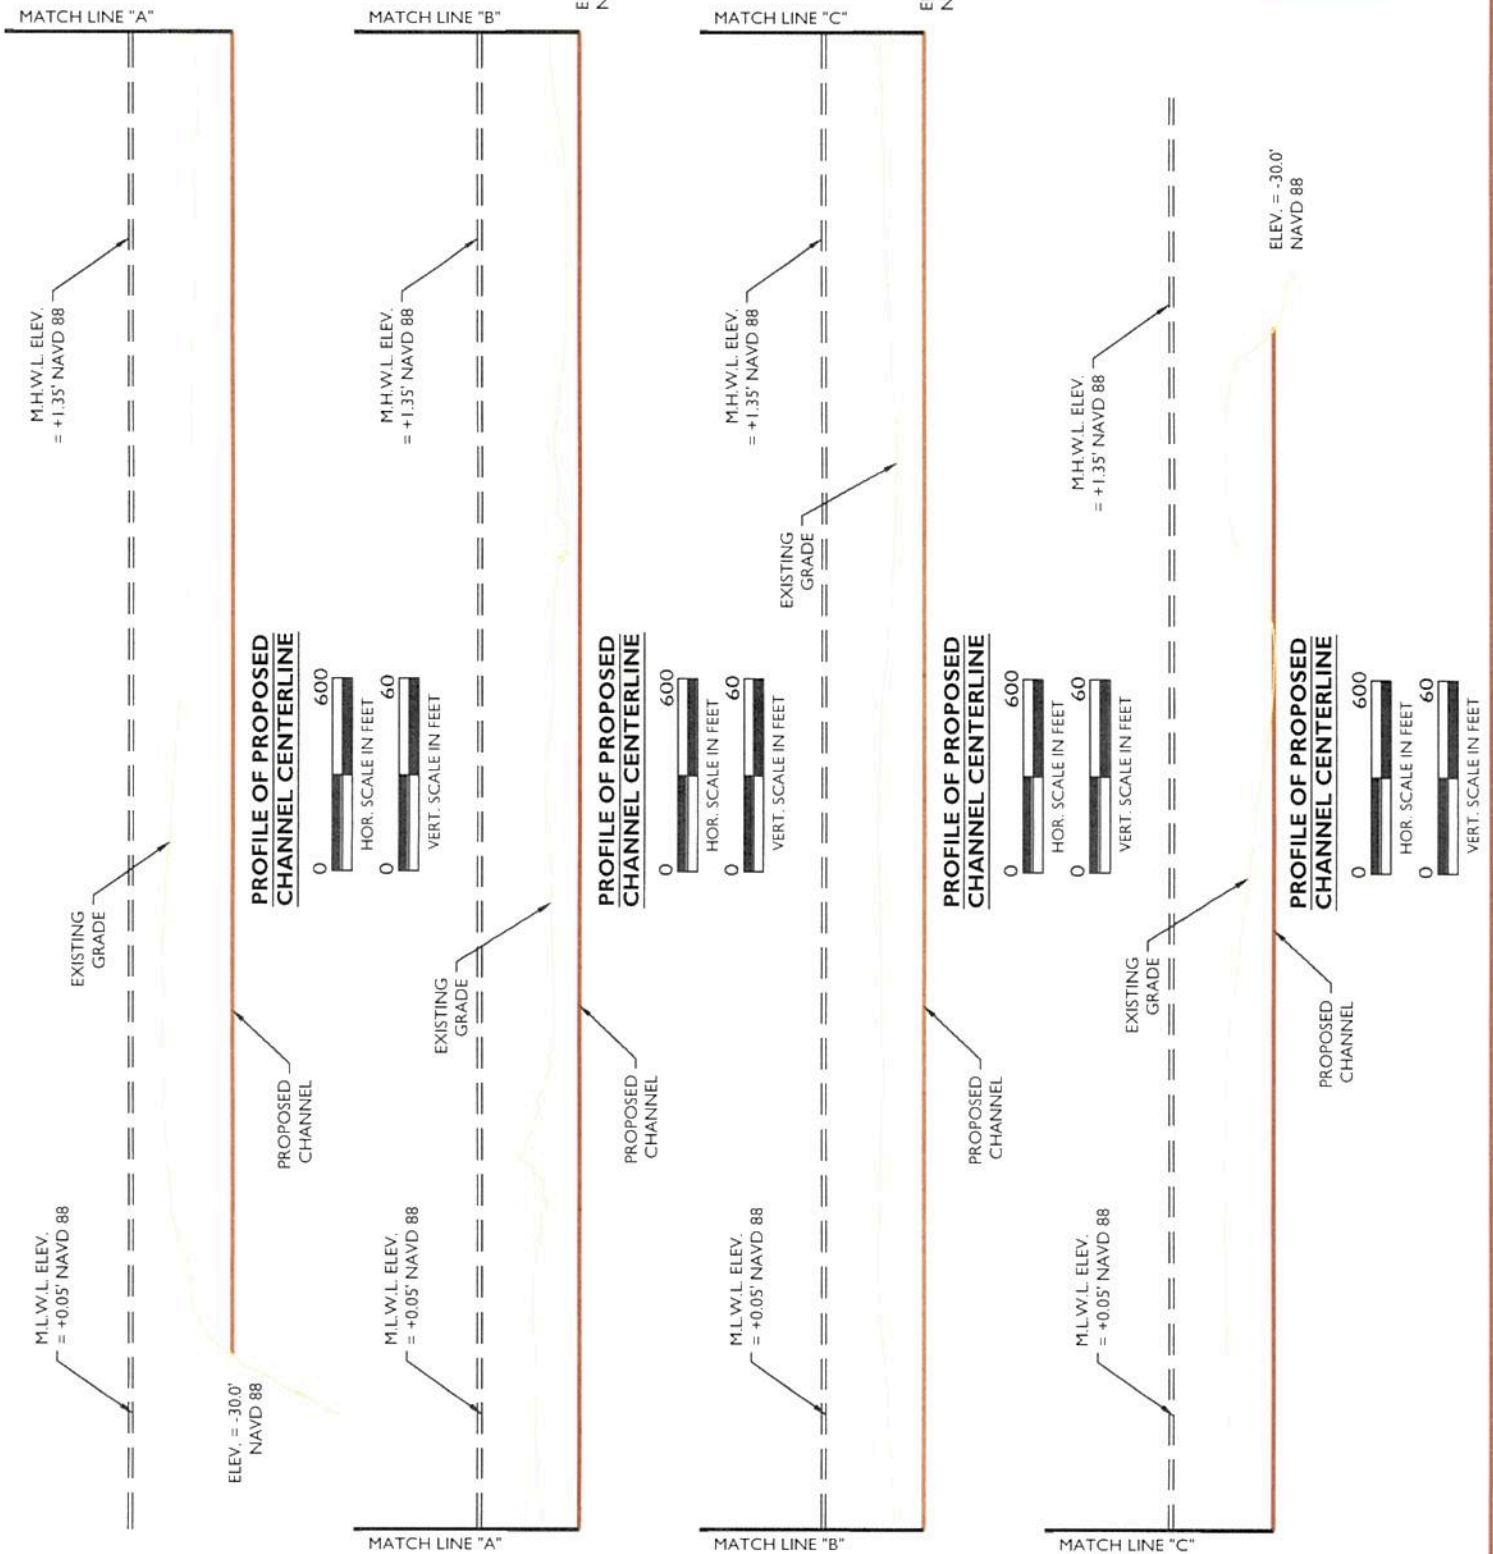 MATCH LINE "A"
M.H.W.L. ELEV.
= +1.35' NAVD 88
EXISTING
GRADE
M.L.W.L. ELEV.
= +0.05' NAVD 88
ELEV. = -30.0'
NAVD 88
PROPOSED
CHANNEL
PROFILE OF PROPOSED
CHANNEL CENTERLINE
0 600
HOR. SCALE IN FEET
0 60
VERT. SCALE IN FEET
MATCH LINE "B"
M.H.W.L. ELEV.
= +1.35' NAVD 88
EXISTING
GRADE
M.L.W.L. ELEV.
= +0.05' NAVD 88
MATCH LINE "A"
PROPOSED
CHANNEL
PROFILE OF PROPOSED
CHANNEL CENTERLINE
0 600
HOR. SCALE IN FEET
0 60
VERT. SCALE IN FEET
MATCH LINE "C"
M.H.W.L. ELEV.
= +1.35' NAVD 88
EXISTING
GRADE
M.L.W.L. ELEV.
= +0.05' NAVD 88
MATCH LINE "B"
PROPOSED
CHANNEL
PROFILE OF PROPOSED
CHANNEL CENTERLINE
0 600
HOR. SCALE IN FEET
0 60
VERT. SCALE IN FEET
M.H.W.L. ELEV.
= +1.35' NAVD 88
ELEV. = -30.0'
NAVD 88
EXISTING
GRADE
M.L.W.L. ELEV.
= +0.05' NAVD 88
MATCH LINE "C"
PROPOSED
CHANNEL
PROFILE OF PROPOSED
CHANNEL CENTERLINE
0 600
HOR. SCALE IN FEET
0 60
VERT. SCALE IN FEET